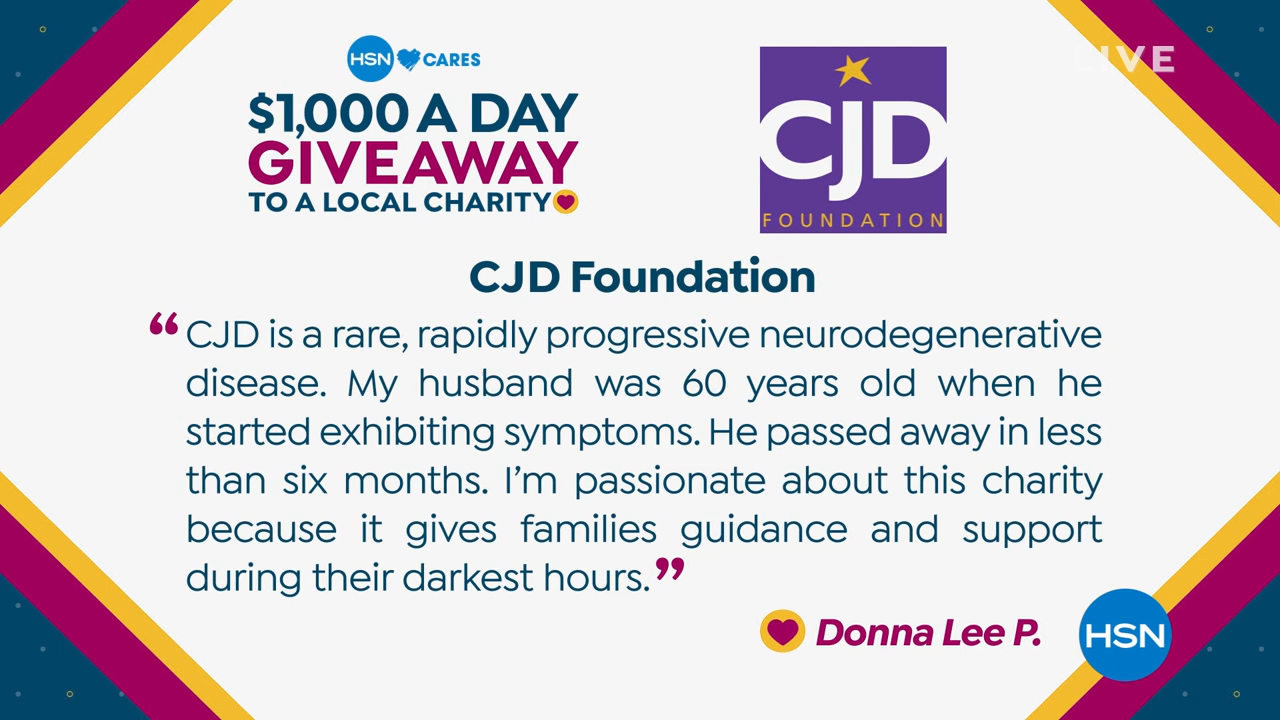 HSN CARES
$1,000 A DAY
GIVEAWAY
TO A LOCAL CHARITY
CJD
FOUNDATION
LIVE
CJD Foundation
“CJD is a rare, rapidly progressive neurodegenerative
disease. My husband was 60 years old when he
started exhibiting symptoms. He passed away in less
than six months. I’m passionate about this charity
because it gives families guidance and support
during their darkest hours.”
Donna Lee P.
HSN